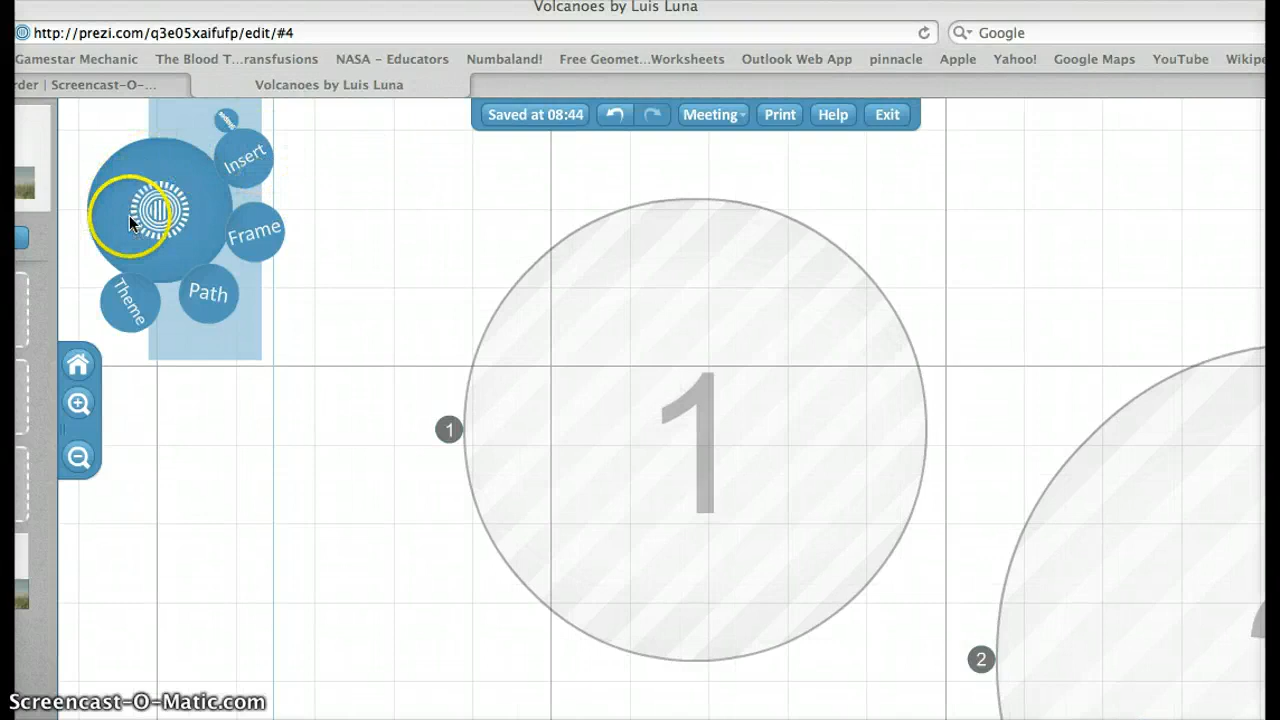 Volcanoes by Luis Luna
http://prezi.com/q3e05xaifufp/edit/#4
Google
Gamestar Mechanic The Blood T...ransfusions NASA - Educators Numbaland! Free Geomet...Worksheets Outlook Web App pinnacle Apple Yahoo! Google Maps YouTube Wikipe
rder | Screencast-O-... Volcanoes by Luis Luna
Saved at 08:44 Meeting Print Help Exit
Insert
Frame
Path
Theme
1
1
2
Screencast-O-Matic.com